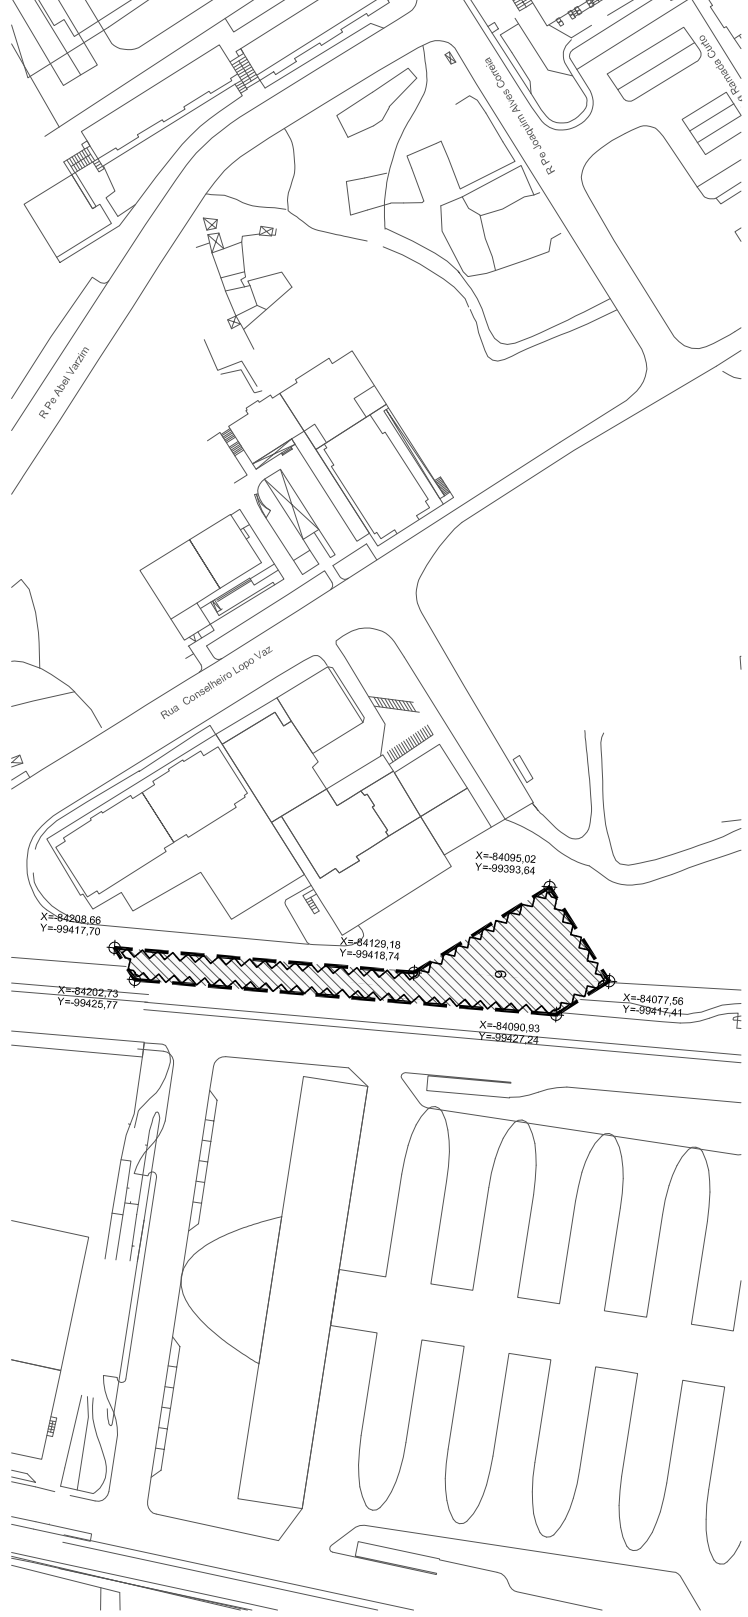 R Pe Joaquim Alves Correia
Ramada Curto
R Pe Abel Varzim
Rua Conselheiro Lopo Vaz
X=-84095,02
Y=-99393,64
X=-84208,66
Y=-99417,70
X=-84129,18
Y=-99418,74
9
X=-84202,73
Y=-99425,77
X=-84077,56
Y=-99417,41
X=-84090,93
Y=-99427,24